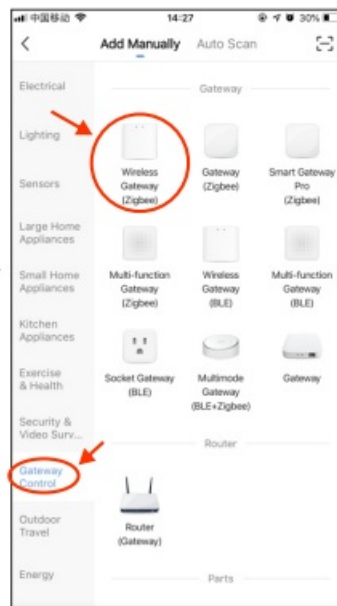 中国移动
14:27
30%
Add Manually
Auto Scan
Electrical
Lighting
Sensors
Large Home
Appliances
Small Home
Appliances
Kitchen
Appliances
Exercise
& Health
Security &
Video Surv...
Gateway
Control
Outdoor
Travel
Energy
Gateway
Wireless
Gateway
(Zigbee)
Gateway
(Zigbee)
Smart Gateway
Pro
(Zigbee)
Multi-function
Gateway
(Zigbee)
Wireless
Gateway
(BLE)
Multi-function
Gateway
(BLE)
Socket Gateway
(BLE)
Multimode
Gateway
(BLE+Zigbee)
Gateway
Router
Router
(Gateway)
Parts